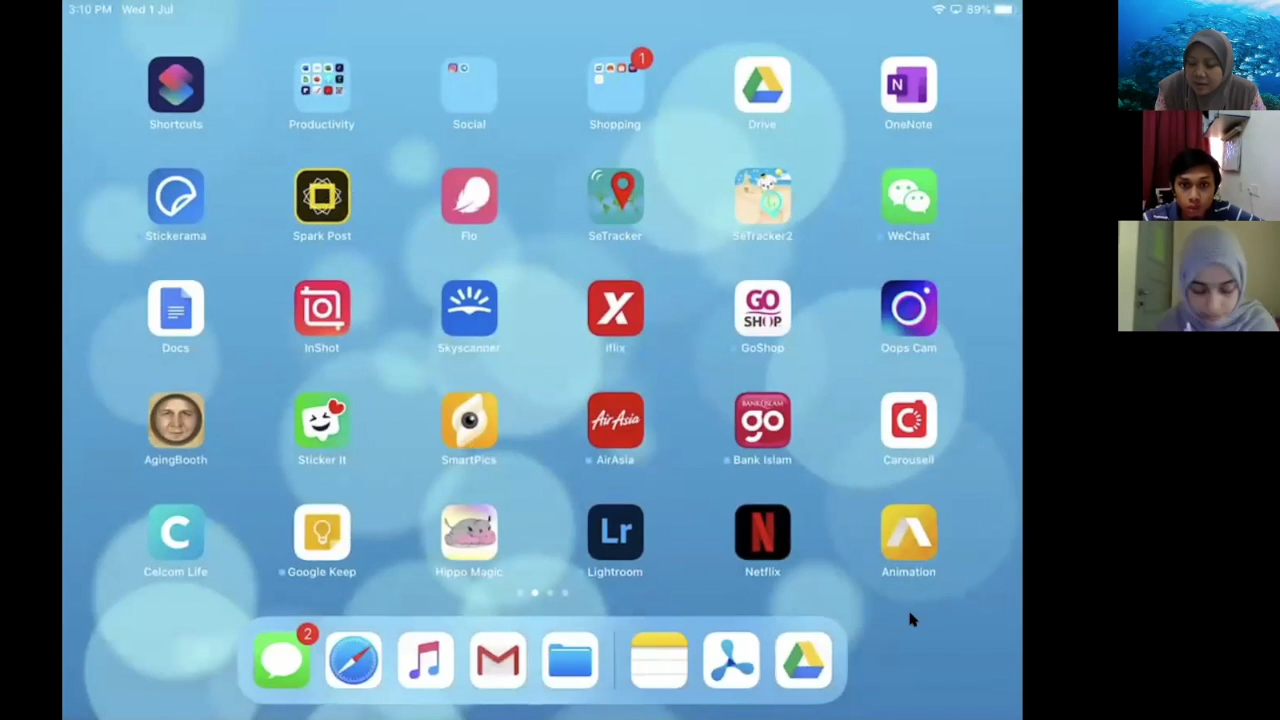 3:10 PM Wed 1 Jul
89%
1
Shortcuts
Productivity
Social
Shopping
Drive
N
OneNote
Stickerama
Spark Post
Flo
SeTracker
SeTracker2
WeChat
X
GO
SHOP
Docs
InShot
Skyscanner
iflix
GoShop
Oops Cam
AirAsia
BANK ISLAM
go
C
AgingBooth
Sticker It
SmartPics
AirAsia
Bank Islam
Carousell
C
Lr
N
Celcom Life
Google Keep
Hippo Magic
Lightroom
Netflix
Animation
2